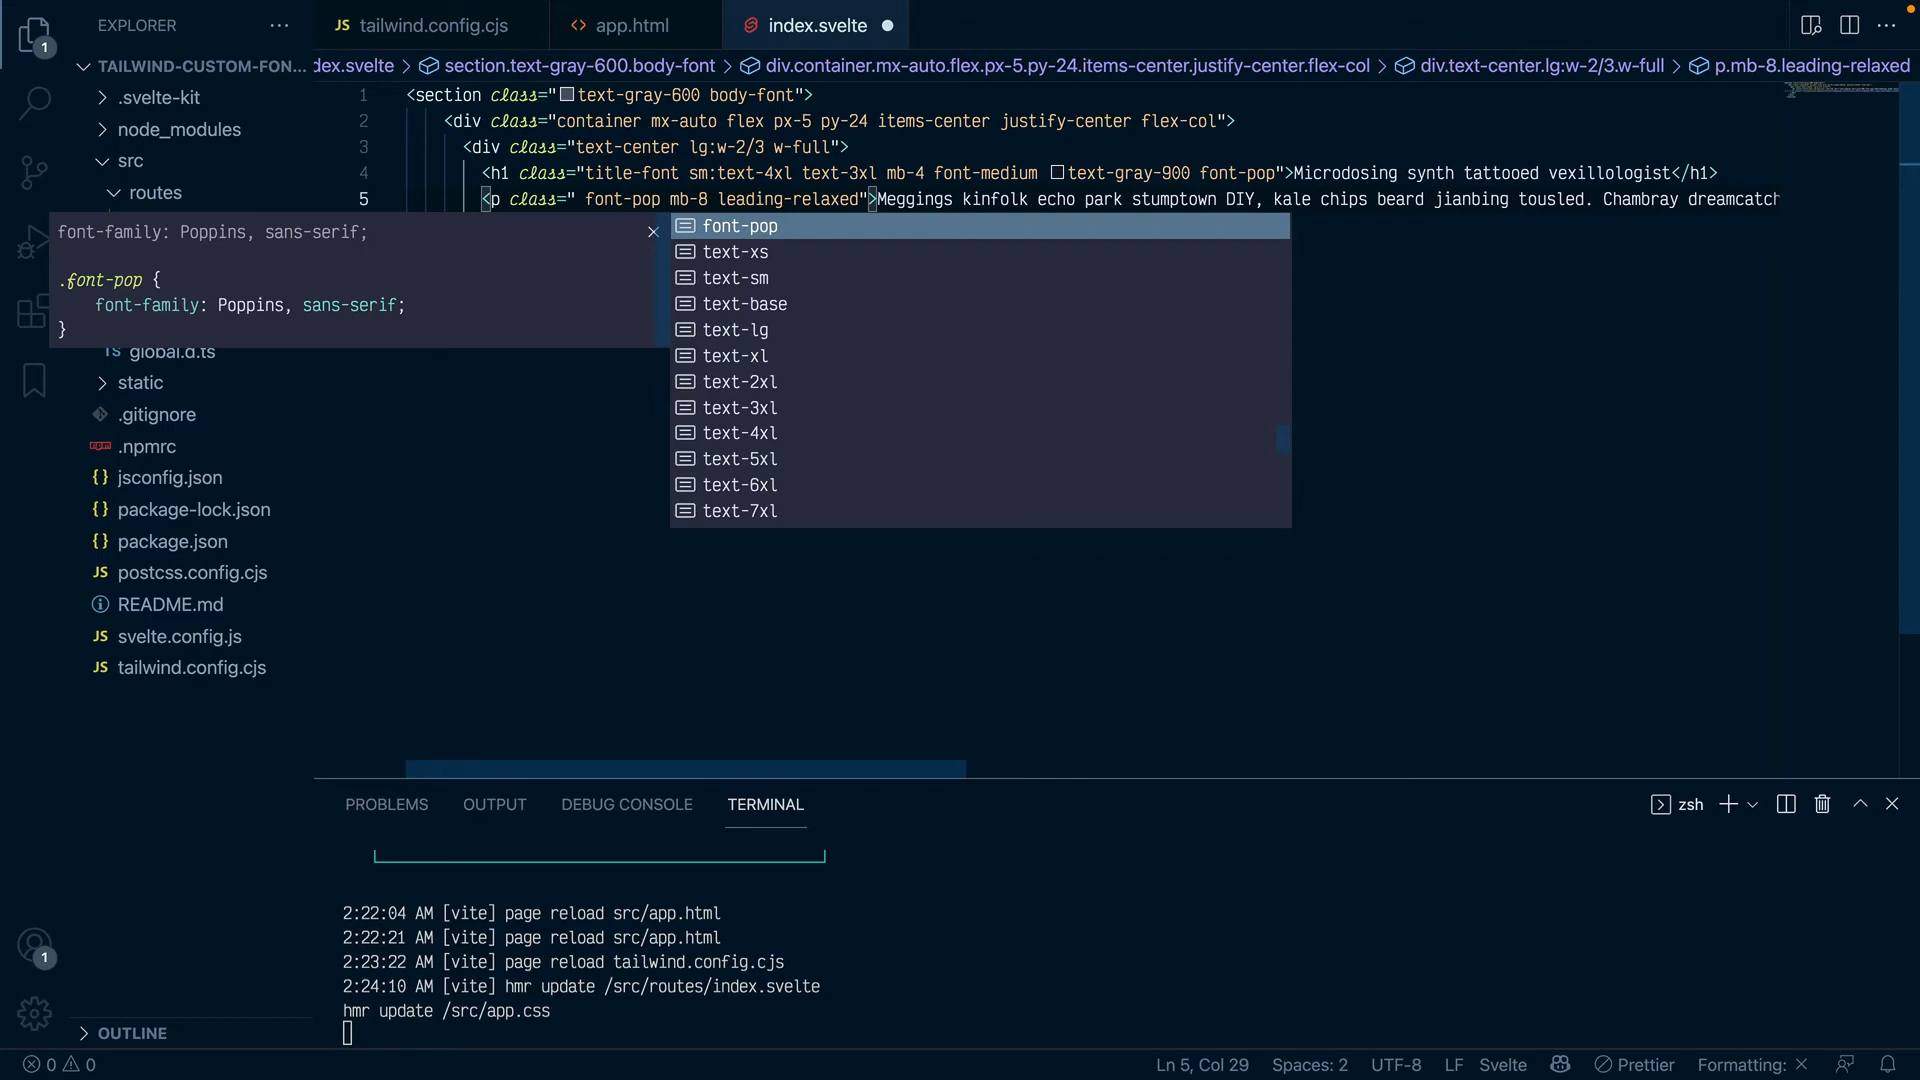 1
EXPLORER
TAILWIND-CUSTOM-FON...
.svelte-kit
node_modules
src
routes
global.d.ts
static
.gitignore
.npmrc
jsconfig.json
package-lock.json
package.json
postcss.config.cjs
README.md
svelte.config.js
tailwind.config.cjs
OUTLINE
1
tailwind.config.cjs
app.html
index.svelte
dex.svelte > section.text-gray-600.body-font > div.container.mx-auto.flex.px-5.py-24.items-center.justify-center.flex-col > div.text-center.lg:w-2/3.w-full > p.mb-8.leading-relaxed
1 <section class="text-gray-600 body-font">
2 <div class="container mx-auto flex px-5 py-24 items-center justify-center flex-col">
3 <div class="text-center lg:w-2/3 w-full">
4 <h1 class="title-font sm:text-4xl text-3xl mb-4 font-medium text-gray-900 font-pop">Microdosing synth tattooed vexillologist</h1>
5 <p class=" font-pop mb-8 leading-relaxed">Meggings kinfolk echo park stumptown DIY, kale chips beard jianbing tousled. Chambray dreamcatch
font-family: Poppins, sans-serif;
.font-pop {
font-family: Poppins, sans-serif;
}
font-pop
text-xs
text-sm
text-base
text-lg
text-xl
text-2xl
text-3xl
text-4xl
text-5xl
text-6xl
text-7xl
PROBLEMS OUTPUT DEBUG CONSOLE TERMINAL
zsh
2:22:04 AM [vite] page reload src/app.html
2:22:21 AM [vite] page reload src/app.html
2:23:22 AM [vite] page reload tailwind.config.cjs
2:24:10 AM [vite] hmr update /src/routes/index.svelte
hmr update /src/app.css
0 0
Ln 5, Col 29 Spaces: 2 UTF-8 LF Svelte Prettier Formatting: ×